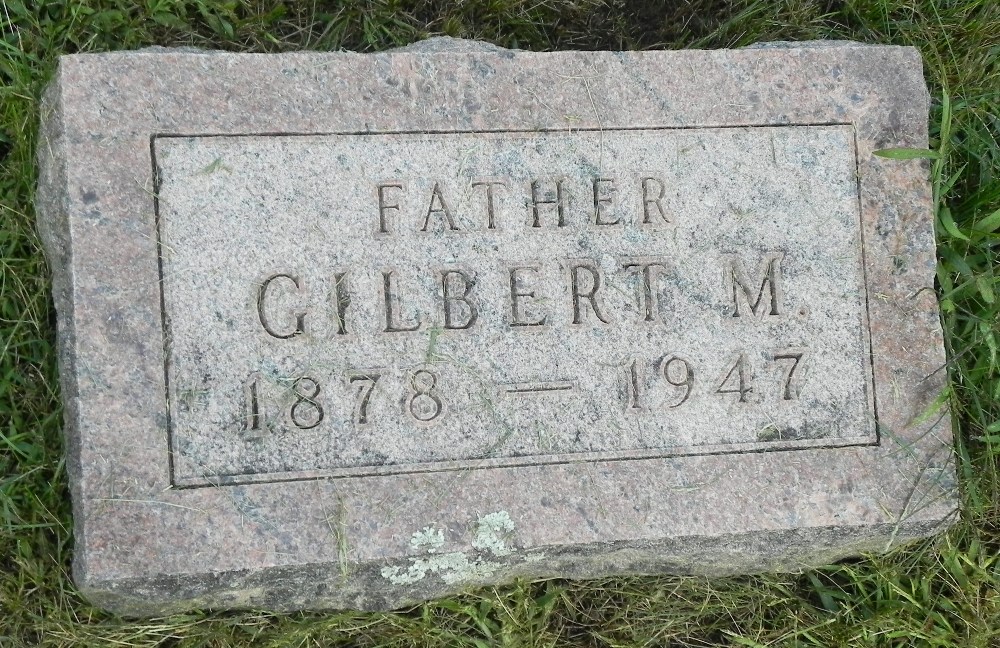 FATHER
GILBERT M.
1878 — 1947